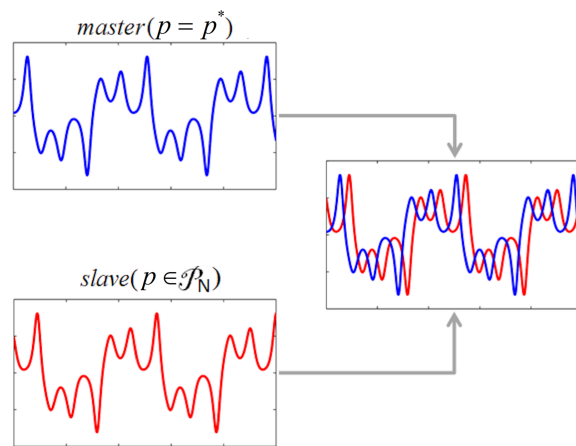 master(p = p*)
slave(p ∈ 𝒫N)